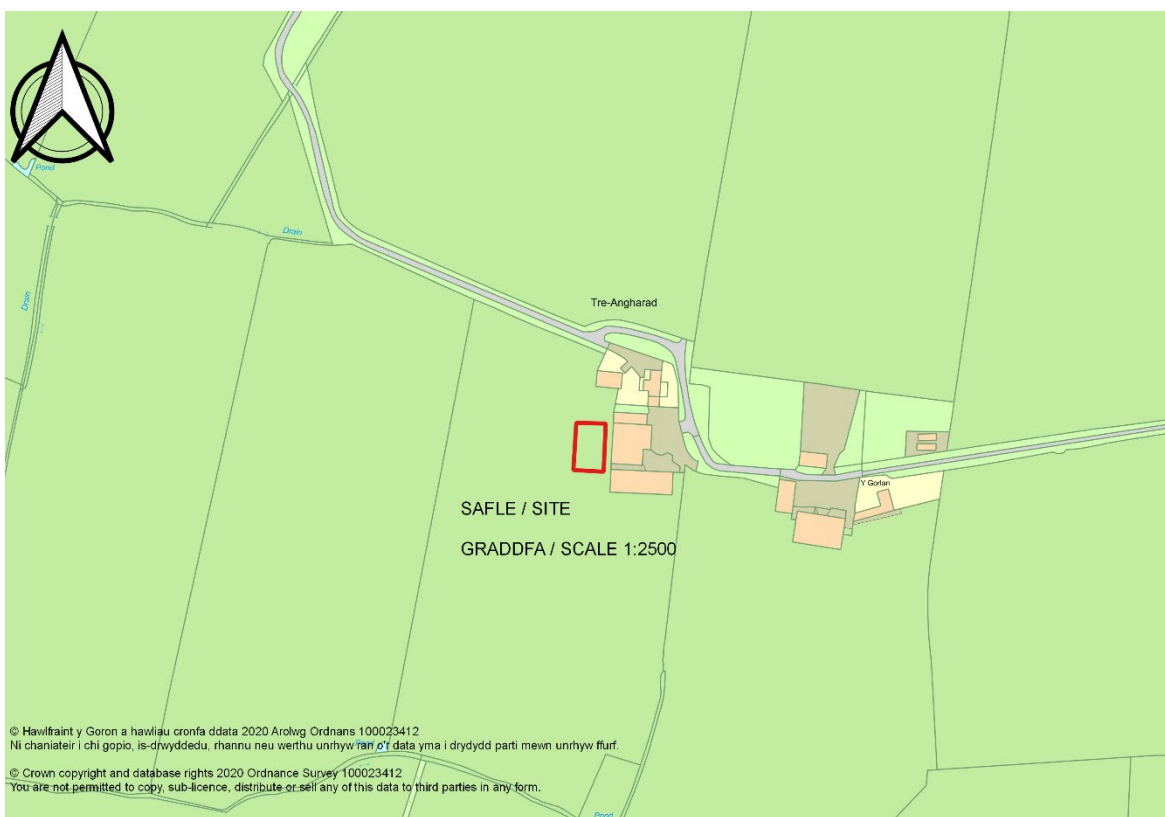 Pond
Drain
Drain
Tre-Angharad
Y Gorlan
SAFLE / SITE
GRADDFA / SCALE 1:2500
© Hawlfraint y Goron a hawliau cronfa ddata 2020 Arolwg Ordnans 100023412
Ni chaniateir i chi gopio, is-drwyddedu, rhannu neu werthu unrhyw ran o'r data yma i drydydd parti mewn unrhyw ffurf.
Pond
© Crown copyright and database rights 2020 Ordnance Survey 100023412
You are not permitted to copy, sub-licence, distribute or sell any of this data to third parties in any form.
Pond